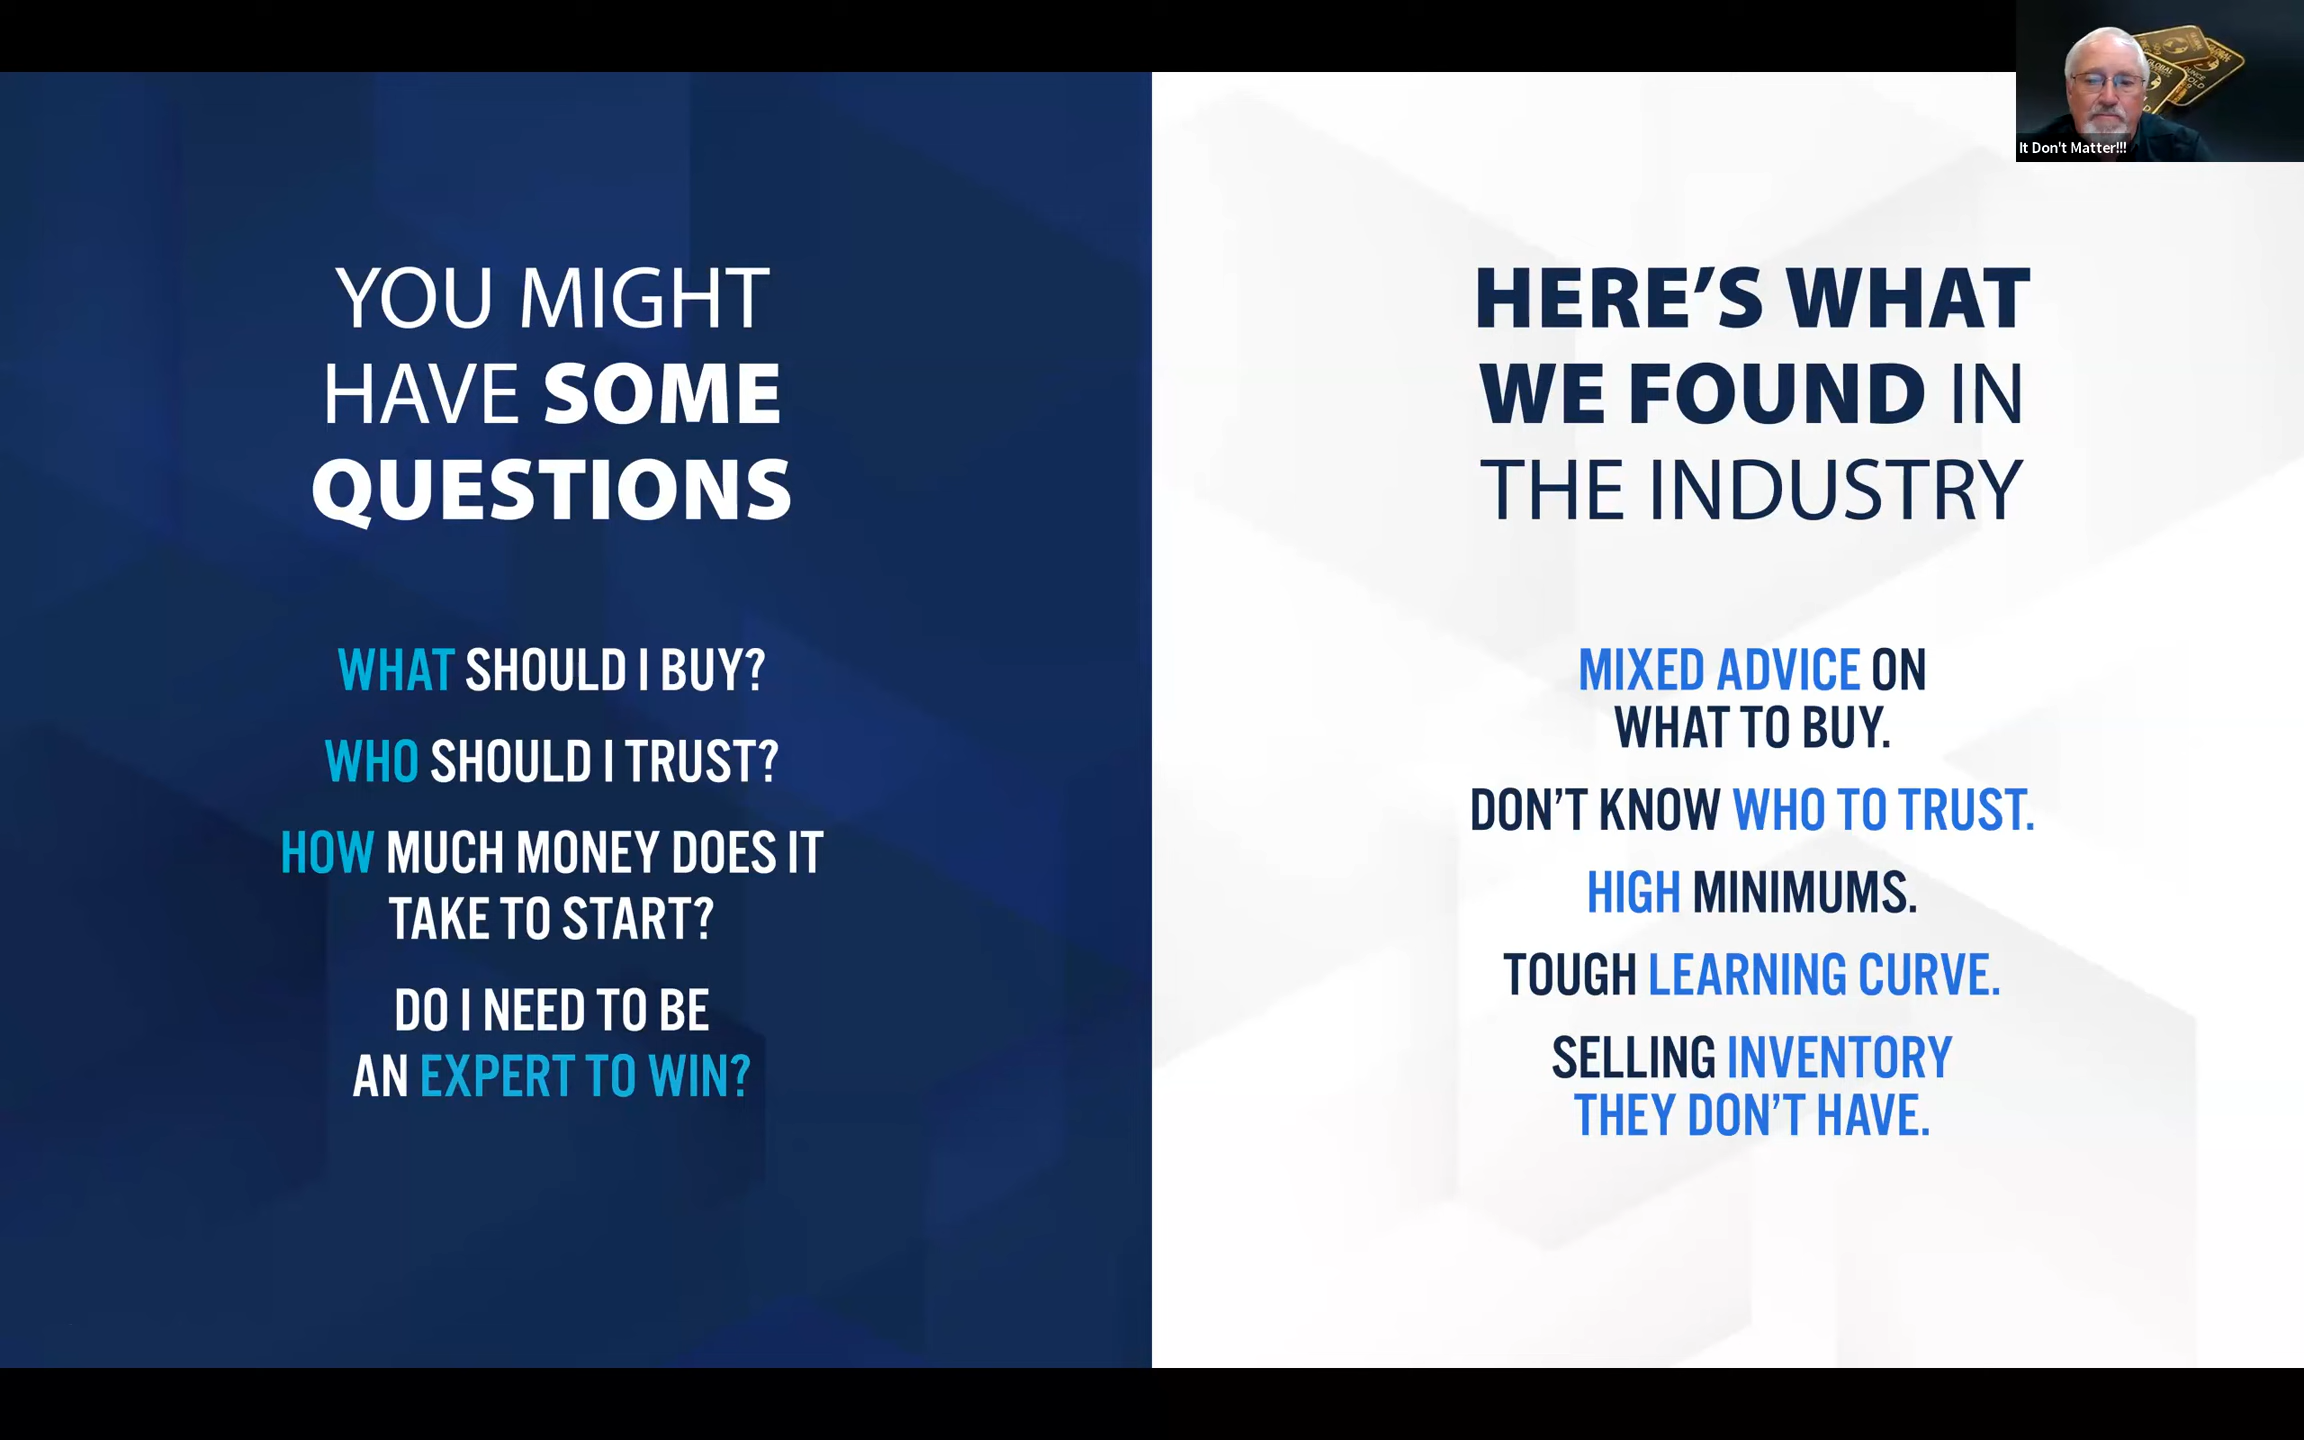 YOU MIGHT
HAVE SOME
QUESTIONS
WHAT SHOULD I BUY?
WHO SHOULD I TRUST?
HOW MUCH MONEY DOES IT
TAKE TO START?
DO I NEED TO BE
AN EXPERT TO WIN?
HERE’S WHAT
WE FOUND IN
THE INDUSTRY
MIXED ADVICE ON
WHAT TO BUY.
DON’T KNOW WHO TO TRUST.
HIGH MINIMUMS.
TOUGH LEARNING CURVE.
SELLING INVENTORY
THEY DON’T HAVE.
It Don't Matter!!!
GLOBAL